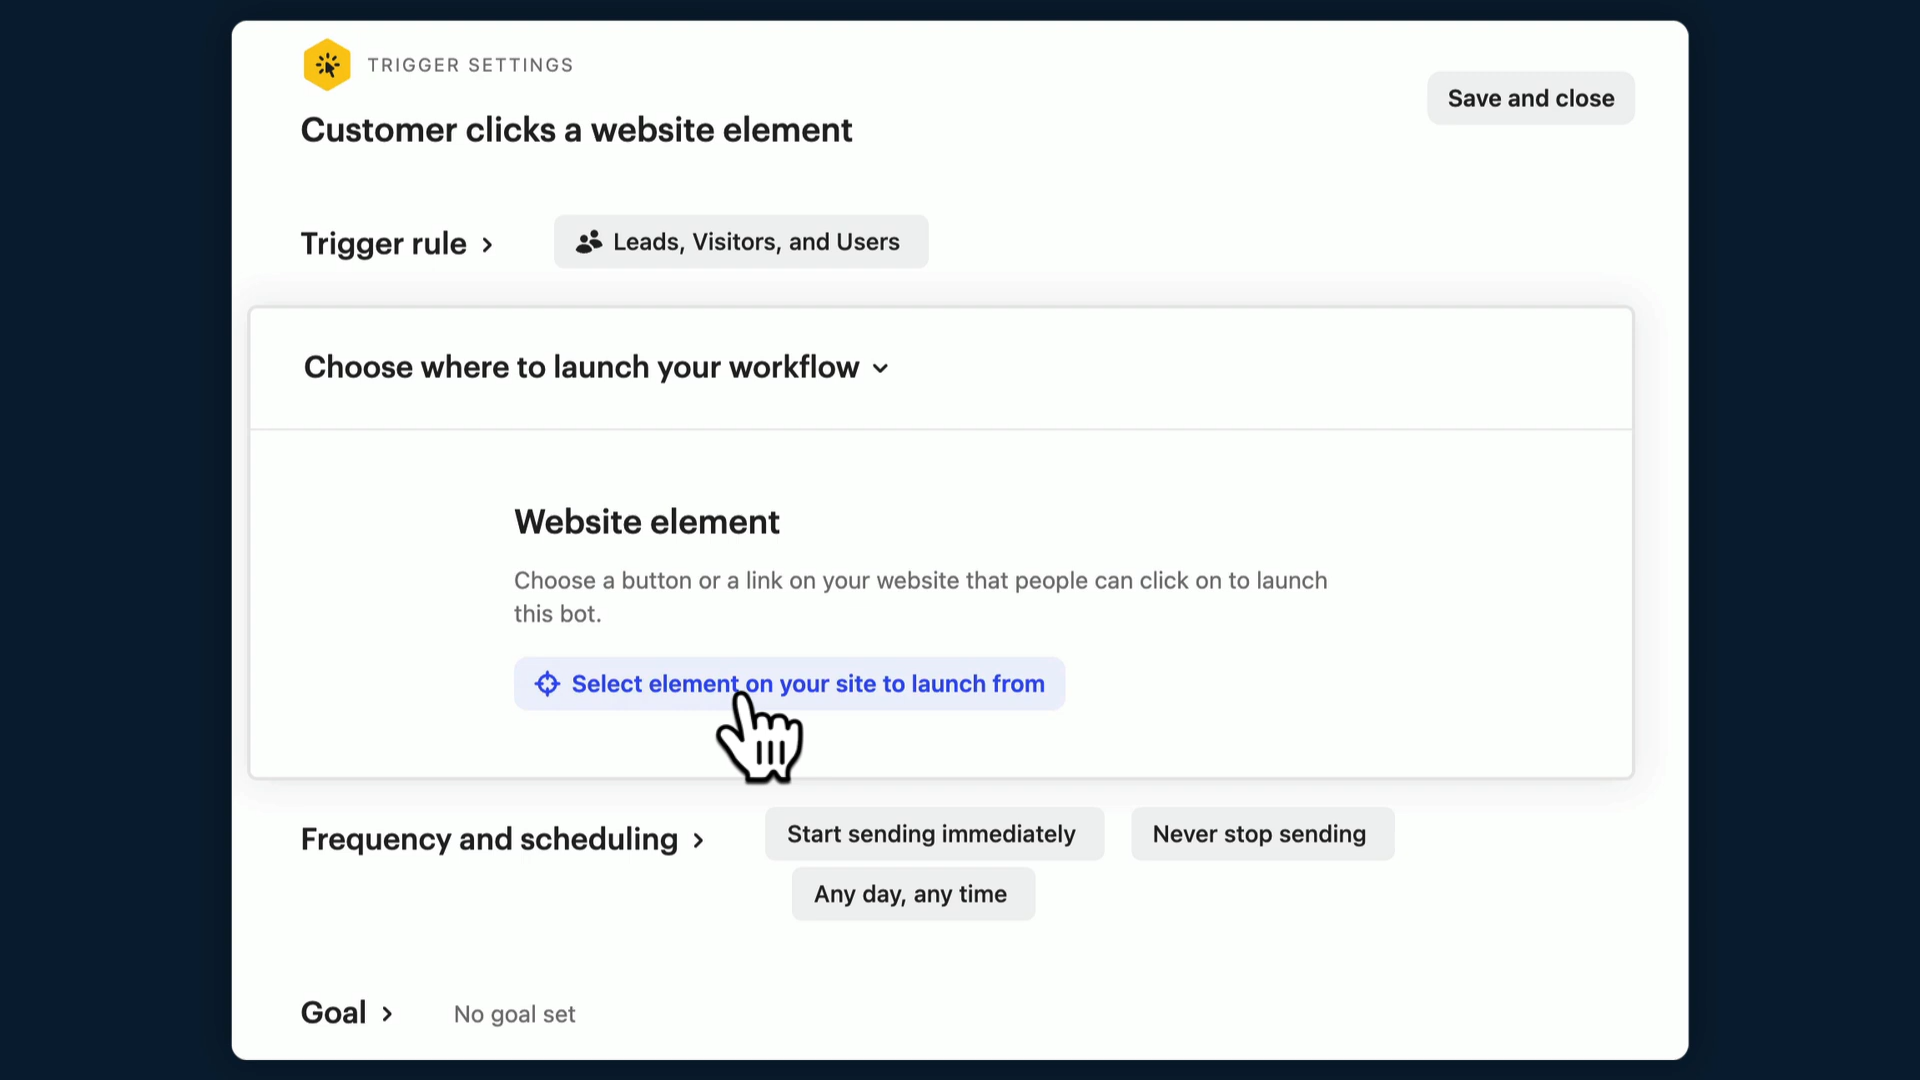 TRIGGER SETTINGS
Save and close
Customer clicks a website element
Trigger rule
Leads, Visitors, and Users
Choose where to launch your workflow
Website element
Choose a button or a link on your website that people can click on to launch
this bot.
Select element on your site to launch from
Frequency and scheduling
Start sending immediately
Never stop sending
Any day, any time
Goal
No goal set